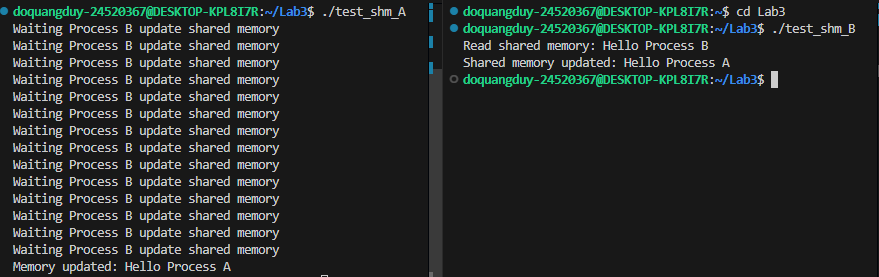 doquangduy-24520367@DESKTOP-KPL8I7R:~/Lab3$ ./test_shm_A
Waiting Process B update shared memory
Waiting Process B update shared memory
Waiting Process B update shared memory
Waiting Process B update shared memory
Waiting Process B update shared memory
Waiting Process B update shared memory
Waiting Process B update shared memory
Waiting Process B update shared memory
Waiting Process B update shared memory
Waiting Process B update shared memory
Waiting Process B update shared memory
Waiting Process B update shared memory
Waiting Process B update shared memory
Waiting Process B update shared memory
Memory updated: Hello Process A
doquangduy-24520367@DESKTOP-KPL8I7R:~$ cd Lab3
doquangduy-24520367@DESKTOP-KPL8I7R:~/Lab3$ ./test_shm_B
Read shared memory: Hello Process B
Shared memory updated: Hello Process A
doquangduy-24520367@DESKTOP-KPL8I7R:~/Lab3$